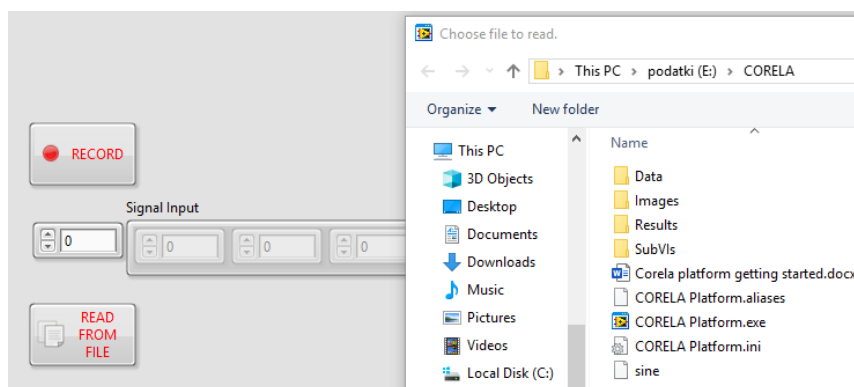 Choose file to read.
This PC > podatki (E:) > CORELA
Organize New folder
RECORD
Signal Input
0
0 0 0
READ
FROM
FILE
This PC
3D Objects
Desktop
Documents
Downloads
Music
Pictures
Videos
Local Disk (C:)
Name
Data
Images
Results
SubVIs
Corela platform getting started.docx
CORELA Platform.aliases
CORELA Platform.exe
CORELA Platform.ini
sine